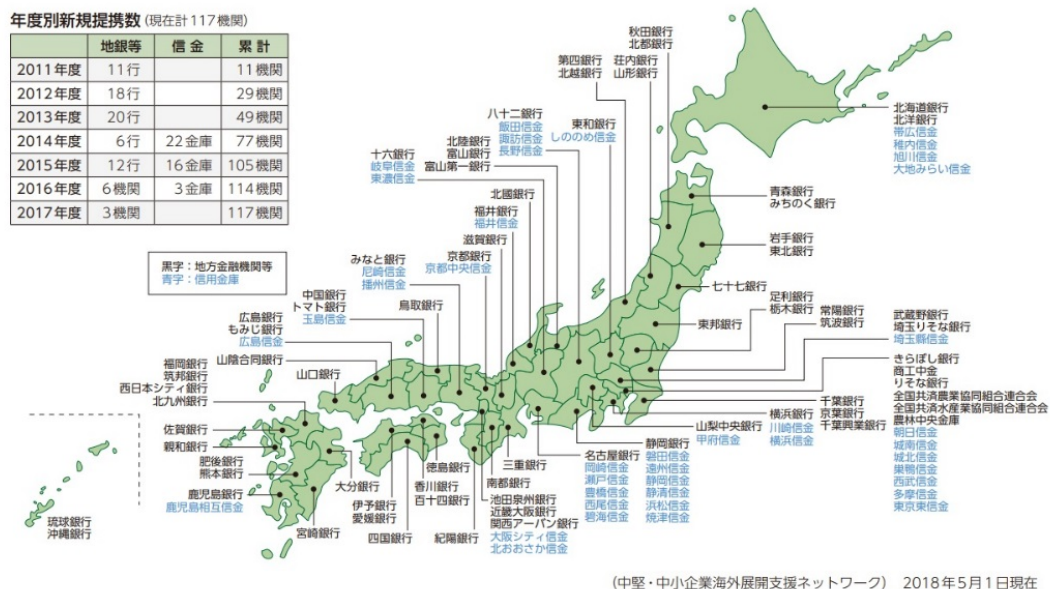 年度別新規提携数(現在計117機関)
地銀等 信金 累計
2011年度 11行 11機関
2012年度 18行 29機関
2013年度 20行 49機関
2014年度 6行 22金庫 77機関
2015年度 12行 16金庫 105機関
2016年度 6機関 3金庫 114機関
2017年度 3機関 117機関
黒字:地方金融機関等
青字:信用金庫
秋田銀行
北都銀行
第四銀行
北越銀行
荘内銀行
山形銀行
八十二銀行
飯田信金
諏訪信金
長野信金
東和銀行
しののめ信金
北陸銀行
富山銀行
富山第一銀行
十六銀行
岐阜信金
東濃信金
北國銀行
福井銀行
福井信金
滋賀銀行
京都銀行
京都中央信金
みなと銀行
尼崎信金
播州信金
鳥取銀行
中国銀行
トマト銀行
玉島信金
広島銀行
もみじ銀行
広島信金
山陰合同銀行
山口銀行
福岡銀行
筑邦銀行
西日本シティ銀行
北九州銀行
佐賀銀行
親和銀行
肥後銀行
熊本銀行
鹿児島銀行
鹿児島相互信金
琉球銀行
沖縄銀行
宮崎銀行
大分銀行
伊予銀行
愛媛銀行
四国銀行
香川銀行
百十四銀行
徳島銀行
紀陽銀行
池田泉州銀行
近畿大阪銀行
関西アーバン銀行
大阪シティ信金
北おおさか信金
南都銀行
三重銀行
名古屋銀行
岡崎信金
瀬戸信金
豊橋信金
西尾信金
碧海信金
静岡銀行
磐田信金
遠州信金
静岡信金
静清信金
浜松信金
焼津信金
山梨中央銀行
甲府信金
横浜銀行
川崎信金
横浜信金
千葉銀行
京葉銀行
千葉興業銀行
きらぼし銀行
商工中金
りそな銀行
全国共済農業協同組合連合会
全国共済水産業協同組合連合会
農林中央金庫
朝日信金
城南信金
城北信金
巣鴨信金
西武信金
多摩信金
東京東信金
武蔵野銀行
埼玉りそな銀行
埼玉縣信金
常陽銀行
筑波銀行
足利銀行
栃木銀行
東邦銀行
七十七銀行
岩手銀行
東北銀行
青森銀行
みちのく銀行
北海道銀行
北洋銀行
帯広信金
稚内信金
旭川信金
大地みらい信金
(中堅・中小企業海外展開支援ネットワーク) 2018年5月1日現在